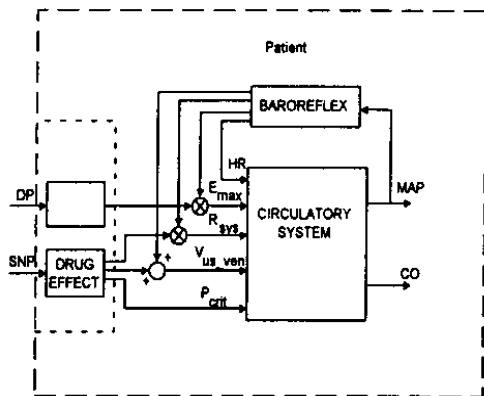 Patient
BAROREFLEX
HR
DP
E max
MAP
R sys
CIRCULATORY
SYSTEM
SNP
DRUG
EFFECT
+
+
V us_ven
CO
P crit